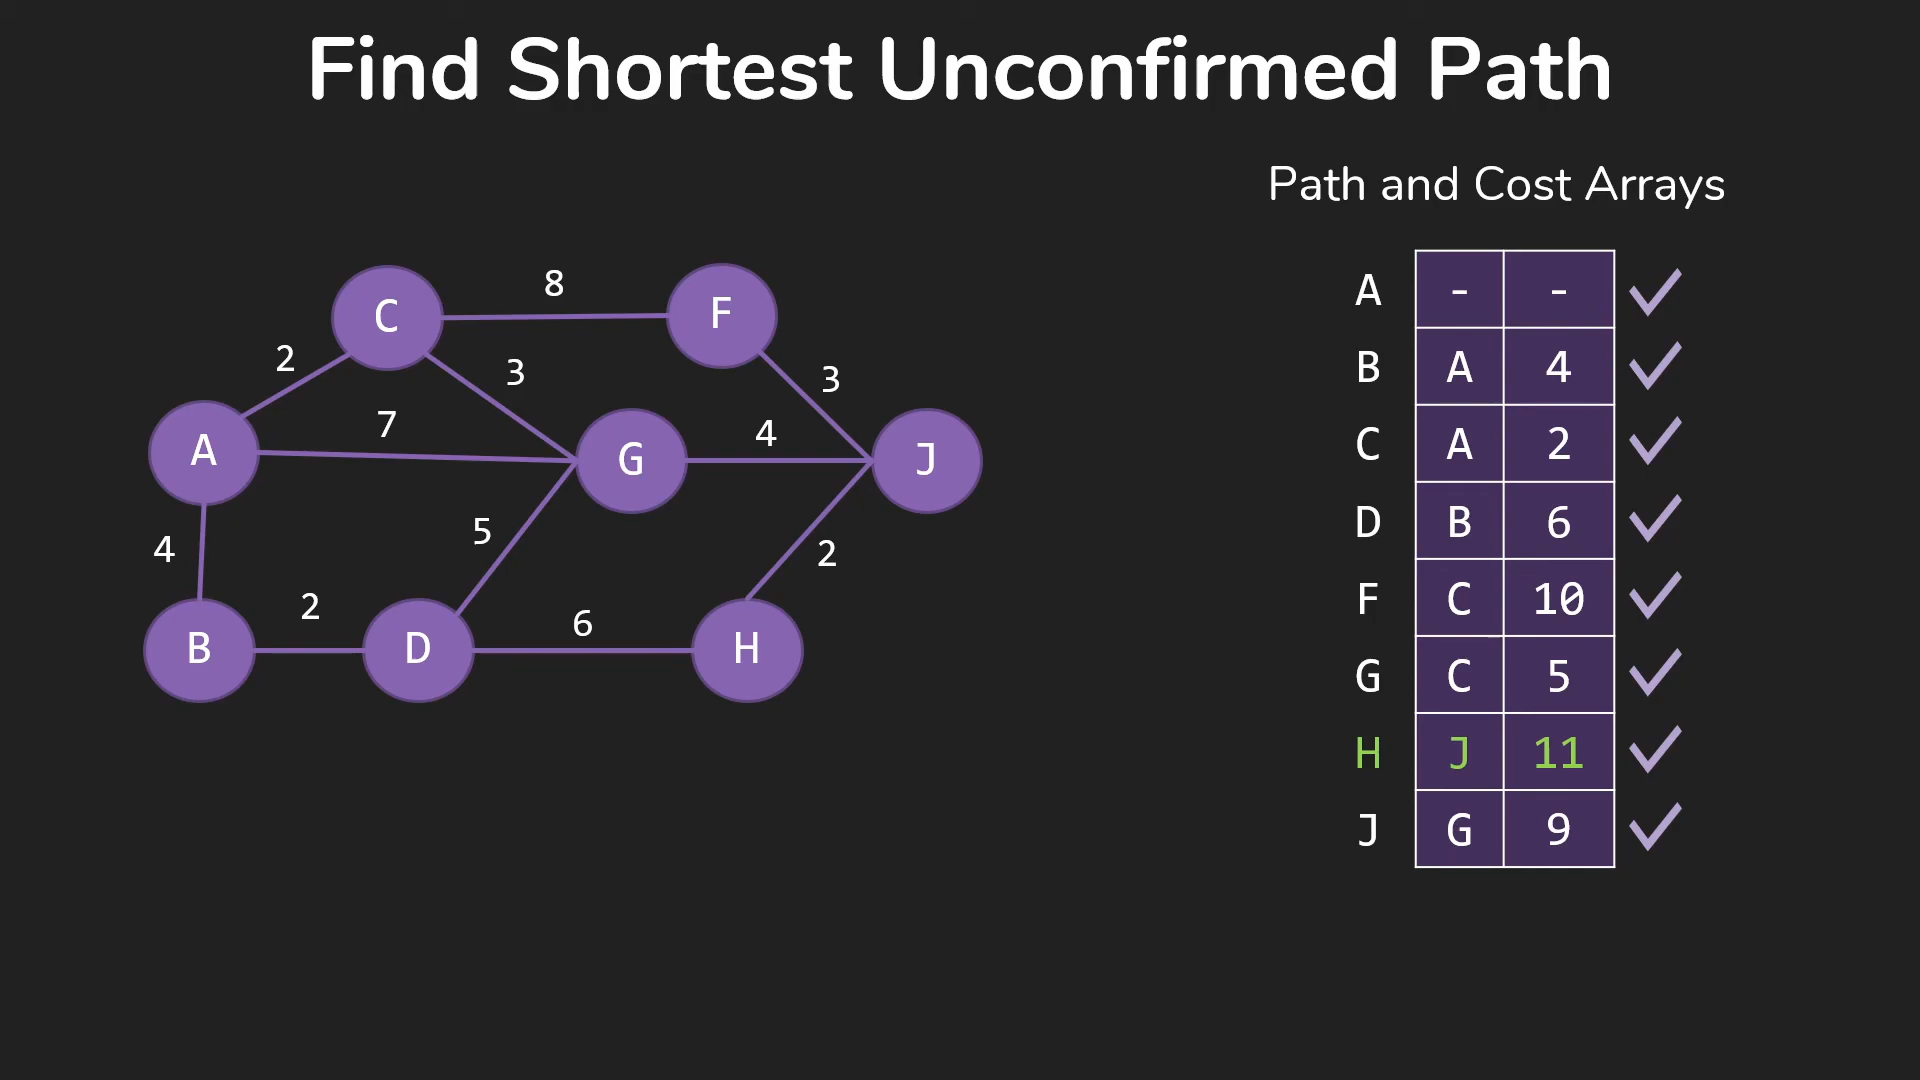 Find Shortest Unconfirmed Path
Path and Cost Arrays
C
8
F
2
3
3
A
7
G
4
J
4
5
2
B
2
D
6
H
A - -
B A 4
C A 2
D B 6
F C 10
G C 5
H J 11
J G 9